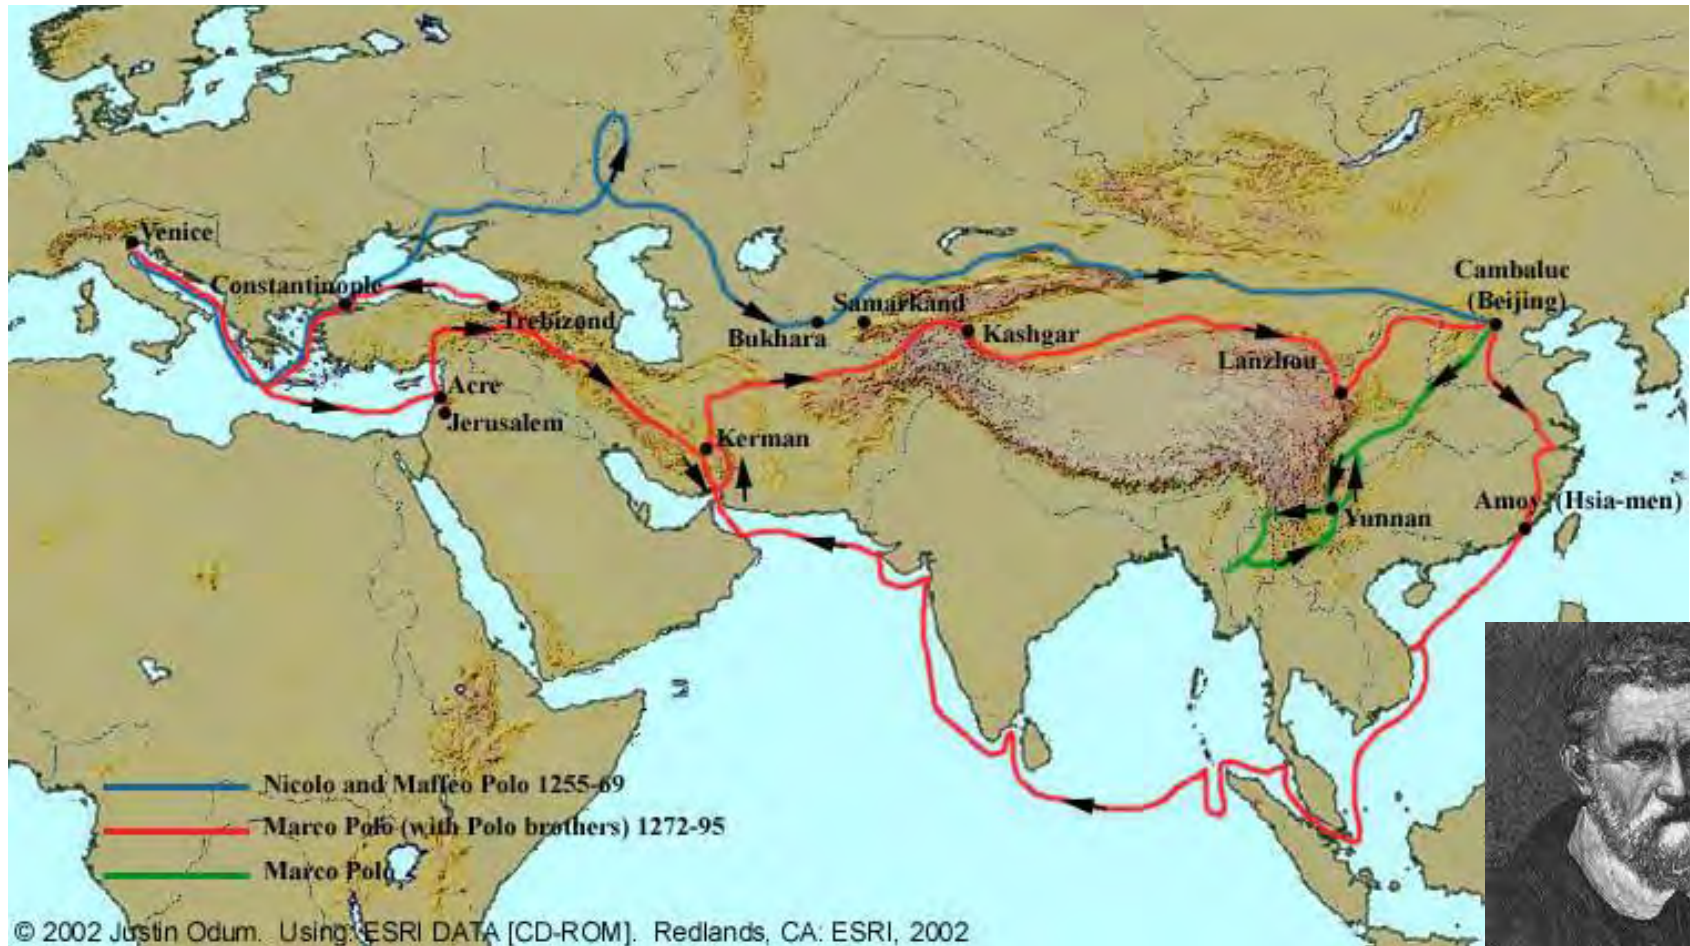 Venice
Constantinople
Trebizond
Acre
Jerusalem
Kerman
Bukhara
Samarkand
Kashgar
Lanzhou
Cambaluc
(Beijing)
Yunnan
Amoy (Hsia-men)
Nicolo and Maffeo Polo 1255-69
Marco Polo (with Polo brothers) 1272-95
Marco Polo
© 2002 Justin Odum. Using: ESRI DATA [CD-ROM]. Redlands, CA: ESRI, 2002